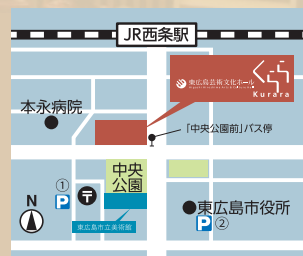 JR西条駅
東広島芸術文化ホール
くらら
Kurara
本永病院
「中央公園前」バス停
中央
公園
①
P
〒
N
東広島市立美術館
東広島市役所
P ②